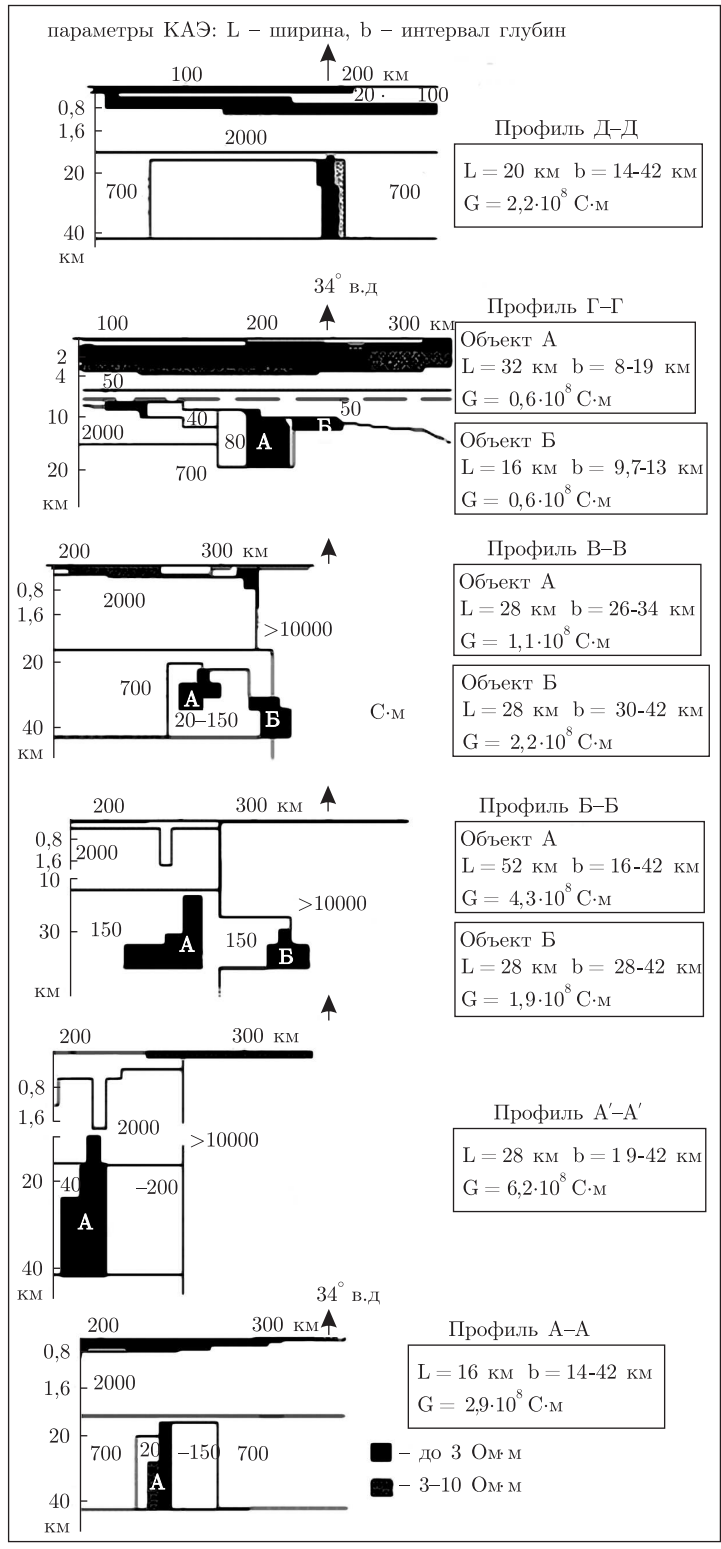 параметры КАЭ: L – ширина, b – интервал глубин
100 200 км
20 · 100
0,8
1,6
2000
20
700 700
40
км
Профиль Д–Д
L = 20 км b = 14-42 км
G = 2,2·10⁸ С·м
34° в.д
100 200 300 км
2
4
50
10
40 50
2000 80 А Б
700
20
км
Профиль Г–Г
Объект А
L = 32 км b = 8-19 км
G = 0,6·10⁸ С·м
Объект Б
L = 16 км b = 9,7-13 км
G = 0,6·10⁸ С·м
200 300 км
0,8
2000
1,6
>10000
20
700
А
20–150 Б
40
км
С·м
Профиль В–В
Объект А
L = 28 км b = 26-34 км
G = 1,1·10⁸ С·м
Объект Б
L = 28 км b = 30-42 км
G = 2,2·10⁸ С·м
200 300 км
0,8
2000
1,6
10
>10000
30
150 А 150 Б
км
Профиль Б–Б
Объект А
L = 52 км b = 16-42 км
G = 4,3·10⁸ С·м
Объект Б
L = 28 км b = 28-42 км
G = 1,9·10⁸ С·м
200 300 км
0,8
1,6
2000
>10000
20
40 –200
А
40
км
Профиль А′–А′
L = 28 км b = 1 9-42 км
G = 6,2·10⁸ С·м
34° в.д
200 300 км
0,8
1,6
2000
20
700 20 –150 700
А
40
км
Профиль А–А
L = 16 км b = 14-42 км
G = 2,9·10⁸ С·м
– до 3 Ом·м
– 3–10 Ом·м